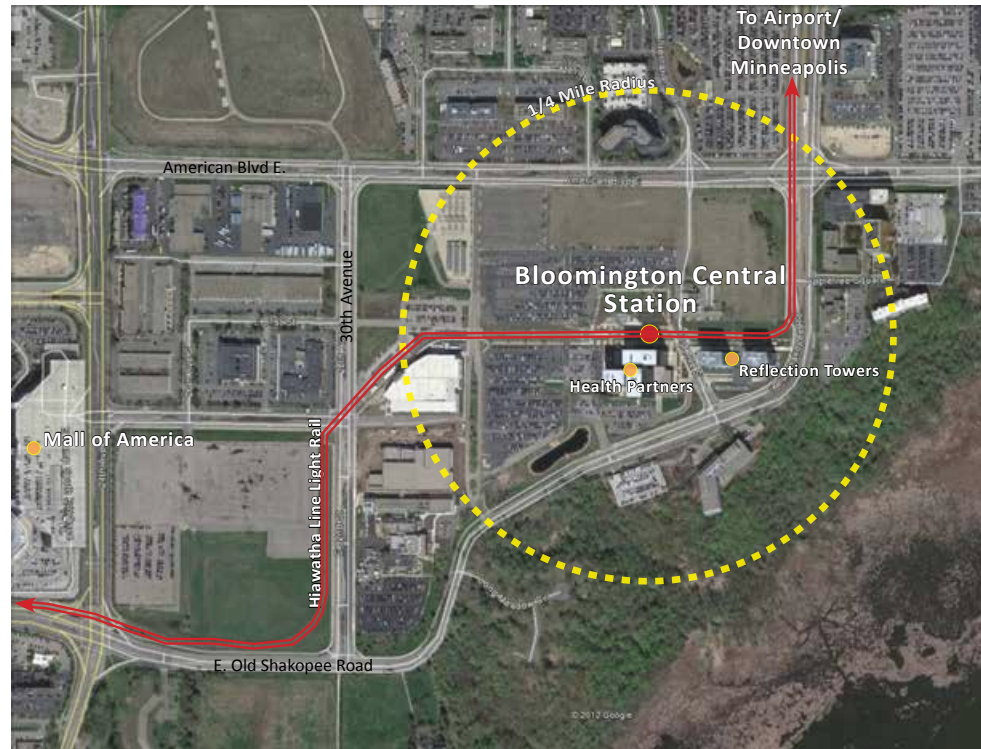 To Airport/
Downtown
Minneapolis
1/4 Mile Radius
American Blvd E.
Bloomington Central
Station
30th Avenue
Reflection Towers
Health Partners
Mall of America
Hiawatha Line Light Rail
E. Old Shakopee Road
© 2012 Google